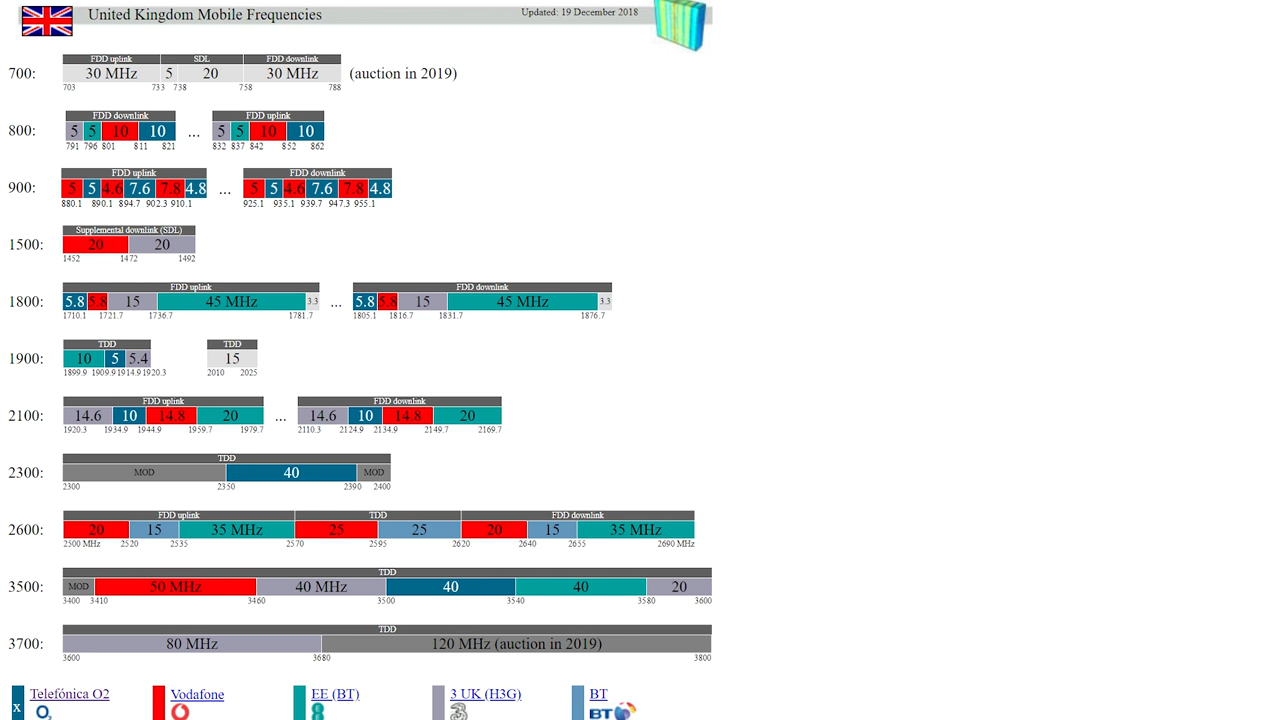 United Kingdom Mobile Frequencies
Updated: 19 December 2018
FDD uplink SDL FDD downlink
700: 30 MHz 5 20 30 MHz (auction in 2019)
703 733 738 758 788
FDD downlink FDD uplink
800: 5 5 10 10 ... 5 5 10 10
791 796 801 811 821 832 837 842 852 862
FDD uplink FDD downlink
900: 5 5 4.6 7.6 7.8 4.8 ... 5 5 4.6 7.6 7.8 4.8
880.1 890.1 894.7 902.3 910.1 925.1 935.1 939.7 947.3 955.1
Supplemental downlink (SDL)
1500: 20 20
1452 1472 1492
FDD uplink FDD downlink
1800: 5.8 5.8 15 45 MHz 3.3 ... 5.8 5.8 15 45 MHz 3.3
1710.1 1721.7 1736.7 1781.7 1805.1 1816.7 1831.7 1876.7
TDD TDD
1900: 10 5 5.4 15
1899.9 1909.9 1914.9 1920.3 2010 2025
FDD uplink FDD downlink
2100: 14.6 10 14.8 20 ... 14.6 10 14.8 20
1920.3 1934.9 1944.9 1959.7 1979.7 2110.3 2124.9 2134.9 2149.7 2169.7
TDD
2300: MOD 40 MOD
2300 2350 2390 2400
FDD uplink TDD FDD downlink
2600: 20 15 35 MHz 25 25 20 15 35 MHz
2500 MHz 2520 2535 2570 2595 2620 2640 2655 2690 MHz
TDD
3500: MOD 50 MHz 40 MHz 40 40 20
3400 3410 3460 3500 3540 3580 3600
TDD
3700: 80 MHz 120 MHz (auction in 2019)
3600 3680 3800
Telefónica O2 Vodafone EE (BT) 3 UK (H3G) BT
x O2 3 BT